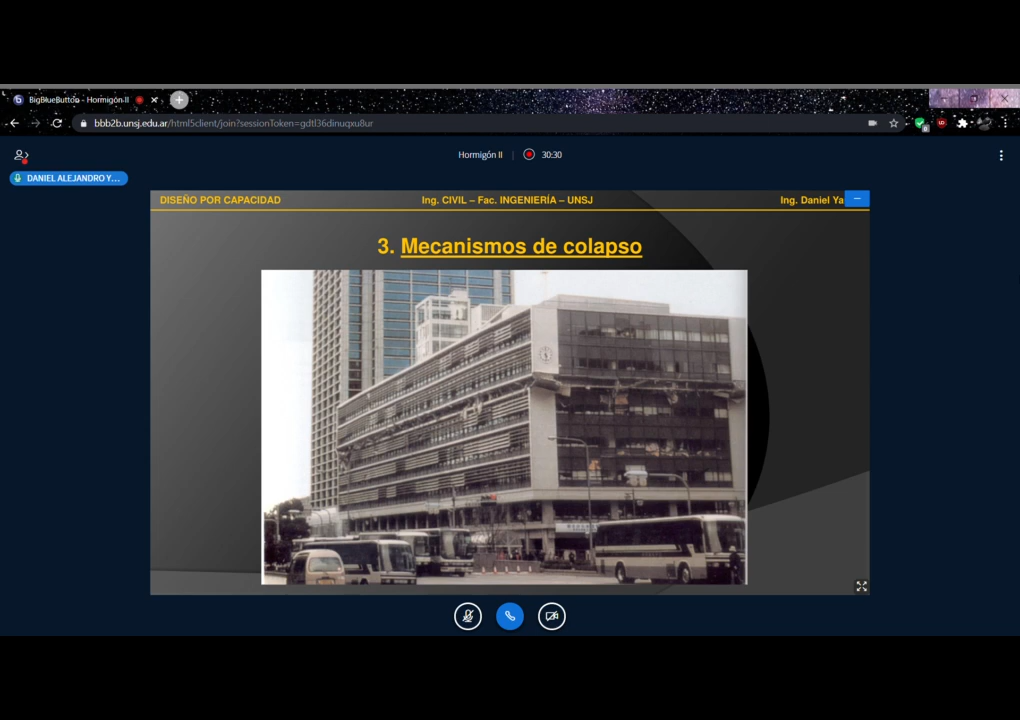 BigBlueButton - Hormigón II
bbb2b.unsj.edu.ar/html5client/join?sessionToken=gdtl36dinuqxu8ur
Hormigón II
30:30
DANIEL ALEJANDRO Y...
DISEÑO POR CAPACIDAD
Ing. CIVIL – Fac. INGENIERÍA – UNSJ
Ing. Daniel Ya
3. Mecanismos de colapso